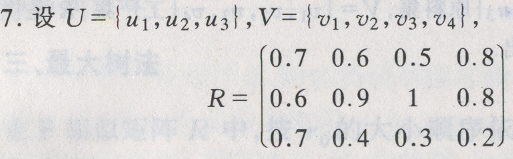 7. 设 U={u₁,u₂,u₃},V={v₁,v₂,v₃,v₄},
0.7 0.6 0.5 0.8
R= 0.6 0.9 1 0.8
0.7 0.4 0.3 0.2